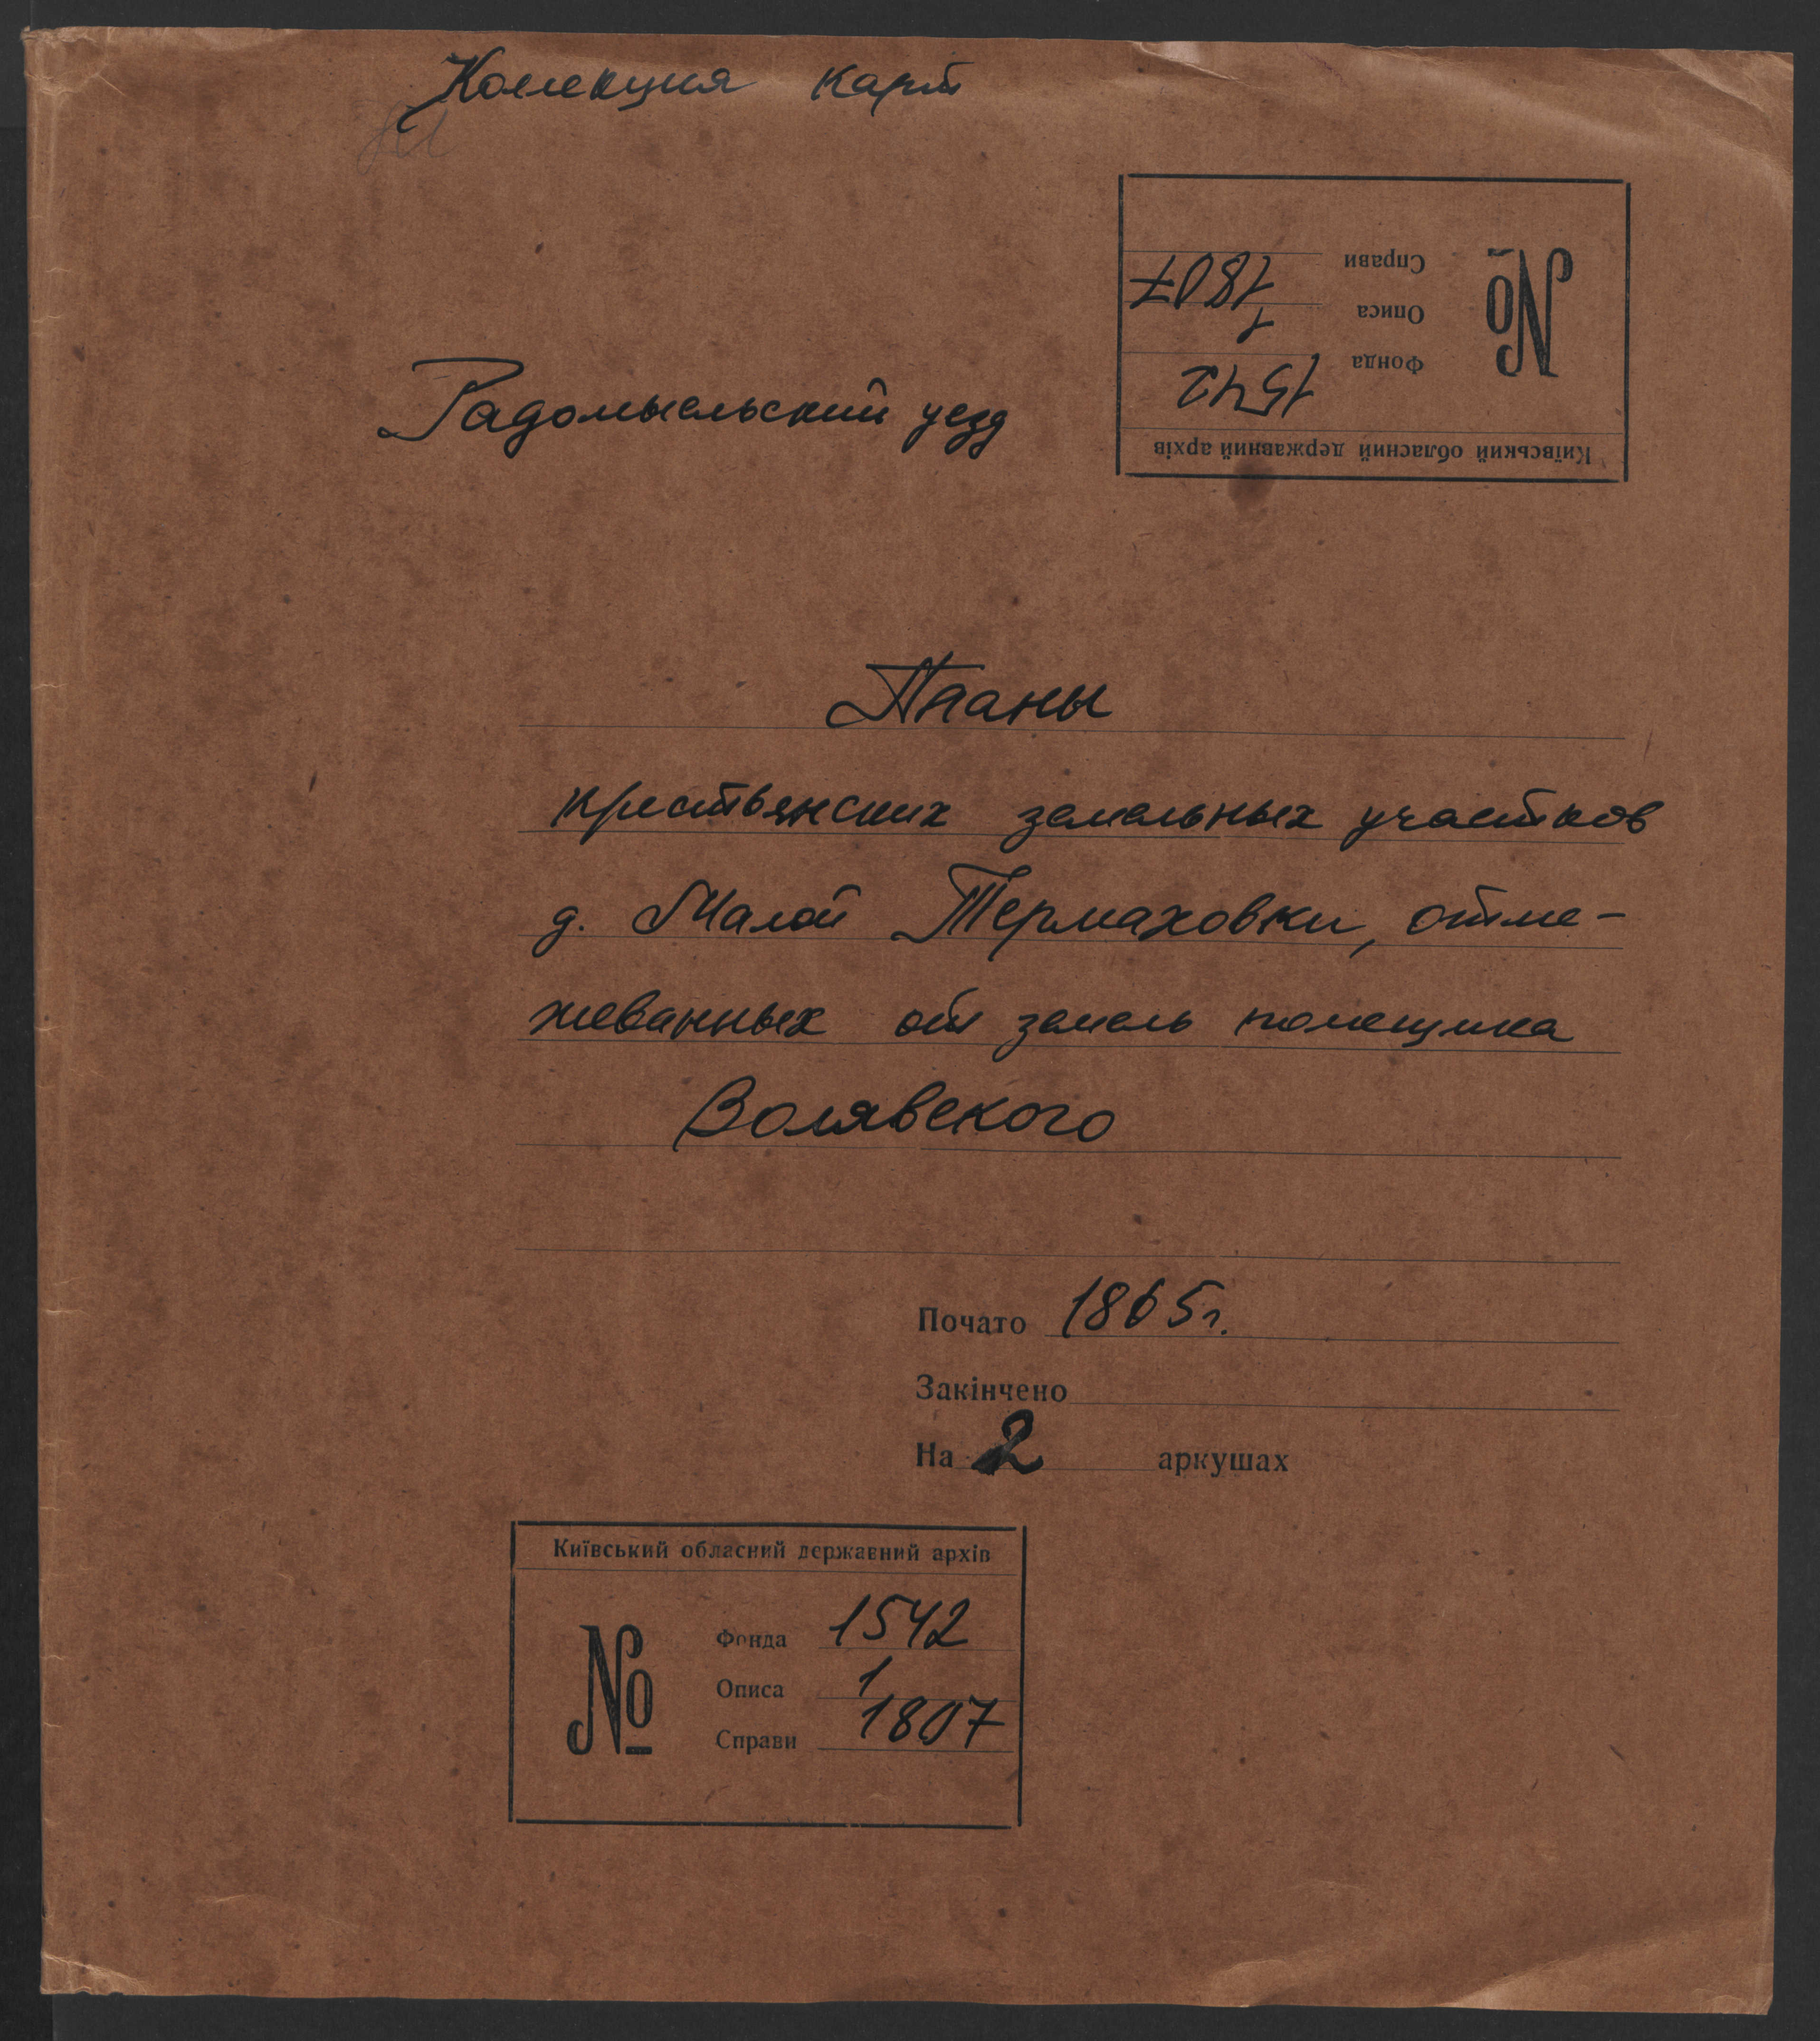 Коллекция карт
Справи 1807
Описа 1
Фонда 1542
№
Київський обласний державний архів
Радомысльский уезд
Планы
крестьянских земельных участков
д. Малой Термаховки, отме-
жеванных от земель помещика
Волявского
Почато 1865г.
Закінчено
На 2 аркушах
Київський обласний державний архів
№
Фонда 1542
Описа 1
Справи 1807